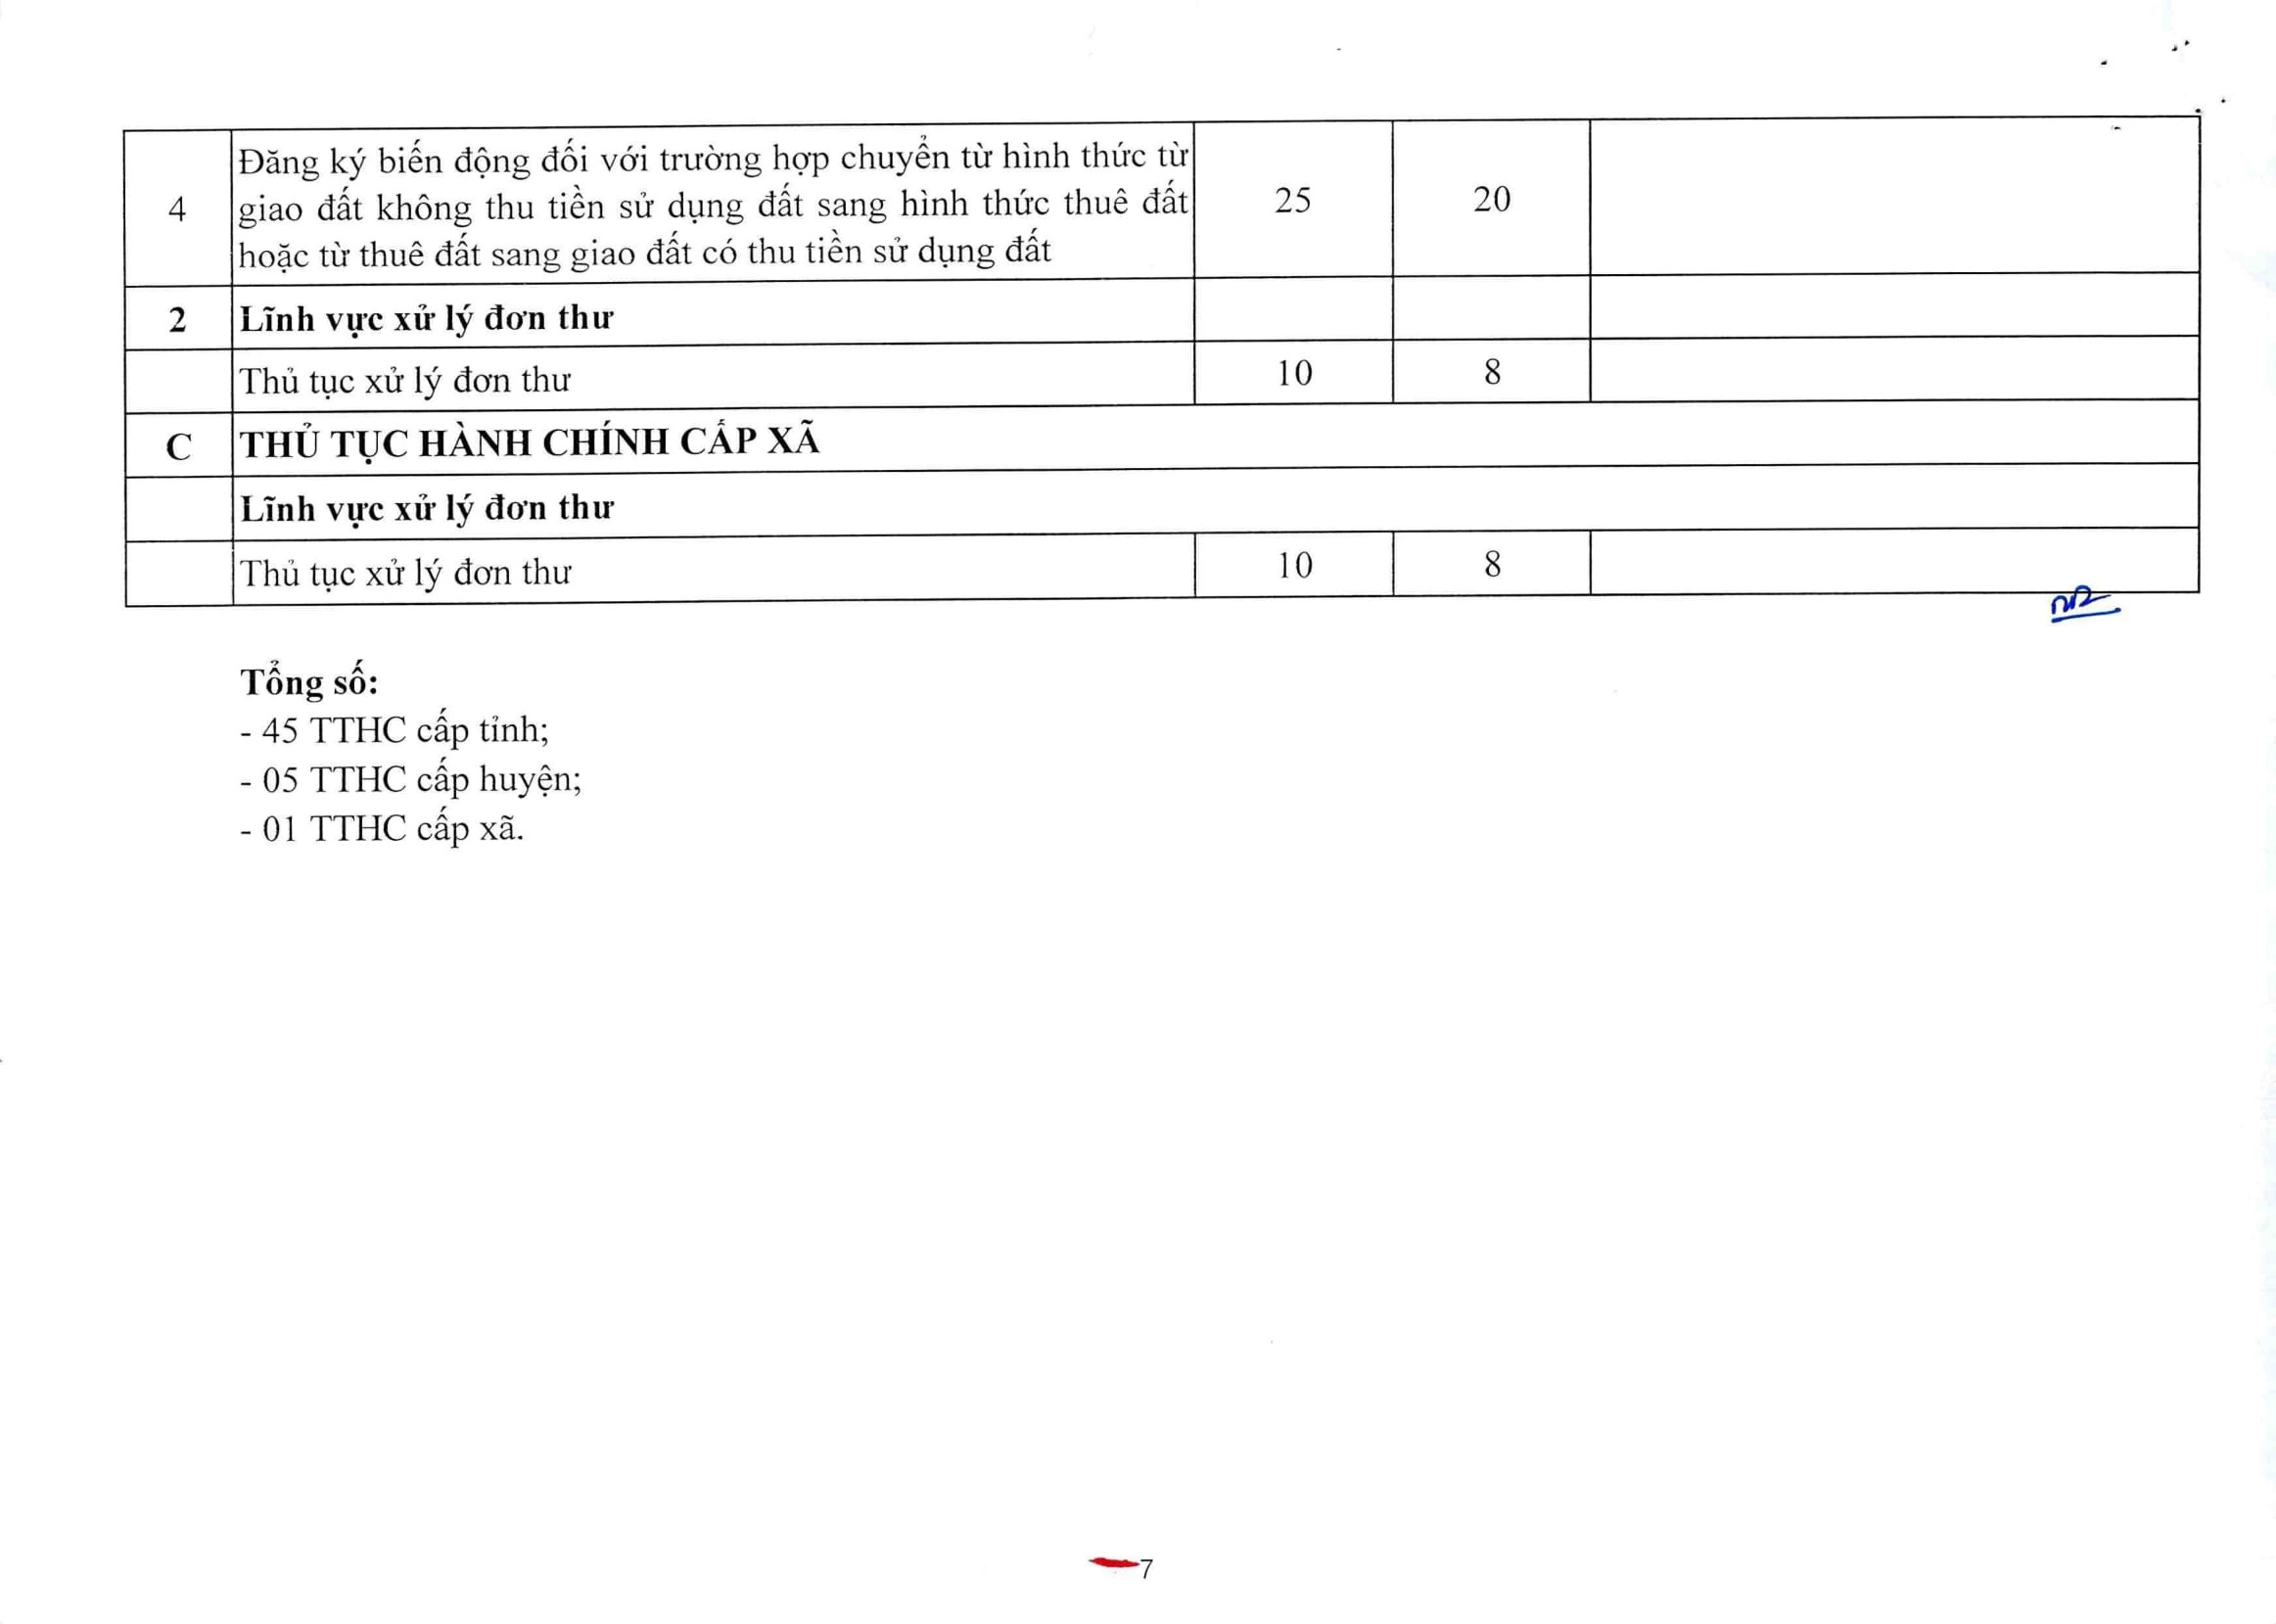 Đăng ký biến động đối với trường hợp chuyển từ hình thức từ
4 giao đất không thu tiền sử dụng đất sang hình thức thuê đất 25 20
hoặc từ thuê đất sang giao đất có thu tiền sử dụng đất
2 Lĩnh vực xử lý đơn thư
Thủ tục xử lý đơn thư 10 8
C THỦ TỤC HÀNH CHÍNH CẤP XÃ
Lĩnh vực xử lý đơn thư
Thủ tục xử lý đơn thư 10 8
Tổng số:
- 45 TTHC cấp tỉnh;
- 05 TTHC cấp huyện;
- 01 TTHC cấp xã.
7